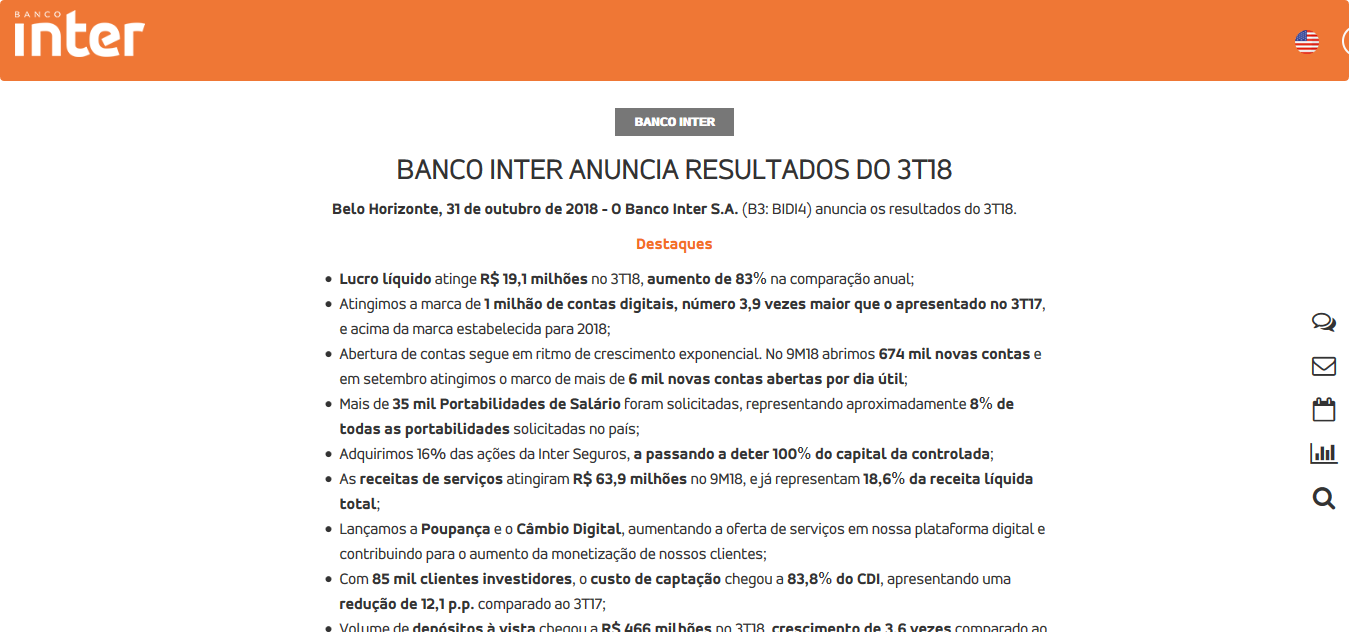 BANCO
inter
BANCO INTER
BANCO INTER ANUNCIA RESULTADOS DO 3T18
Belo Horizonte, 31 de outubro de 2018 - O Banco Inter S.A. (B3: BIDI4) anuncia os resultados do 3T18.
Destaques
• Lucro líquido atinge R$ 19,1 milhões no 3T18, aumento de 83% na comparação anual;
• Atingimos a marca de 1 milhão de contas digitais, número 3,9 vezes maior que o apresentado no 3T17,
e acima da marca estabelecida para 2018;
• Abertura de contas segue em ritmo de crescimento exponencial. No 9M18 abrimos 674 mil novas contas e
em setembro atingimos o marco de mais de 6 mil novas contas abertas por dia útil;
• Mais de 35 mil Portabilidades de Salário foram solicitadas, representando aproximadamente 8% de
todas as portabilidades solicitadas no país;
• Adquirimos 16% das ações da Inter Seguros, a passando a deter 100% do capital da controlada;
• As receitas de serviços atingiram R$ 63,9 milhões no 9M18, e já representam 18,6% da receita líquida
total;
• Lançamos a Poupança e o Câmbio Digital, aumentando a oferta de serviços em nossa plataforma digital e
contribuindo para o aumento da monetização de nossos clientes;
• Com 85 mil clientes investidores, o custo de captação chegou a 83,8% do CDI, apresentando uma
redução de 12,1 p.p. comparado ao 3T17;
• Volume de depósitos à vista chegou a R$ 466 milhões no 3T18, crescimento de 3,6 vezes comparado ao